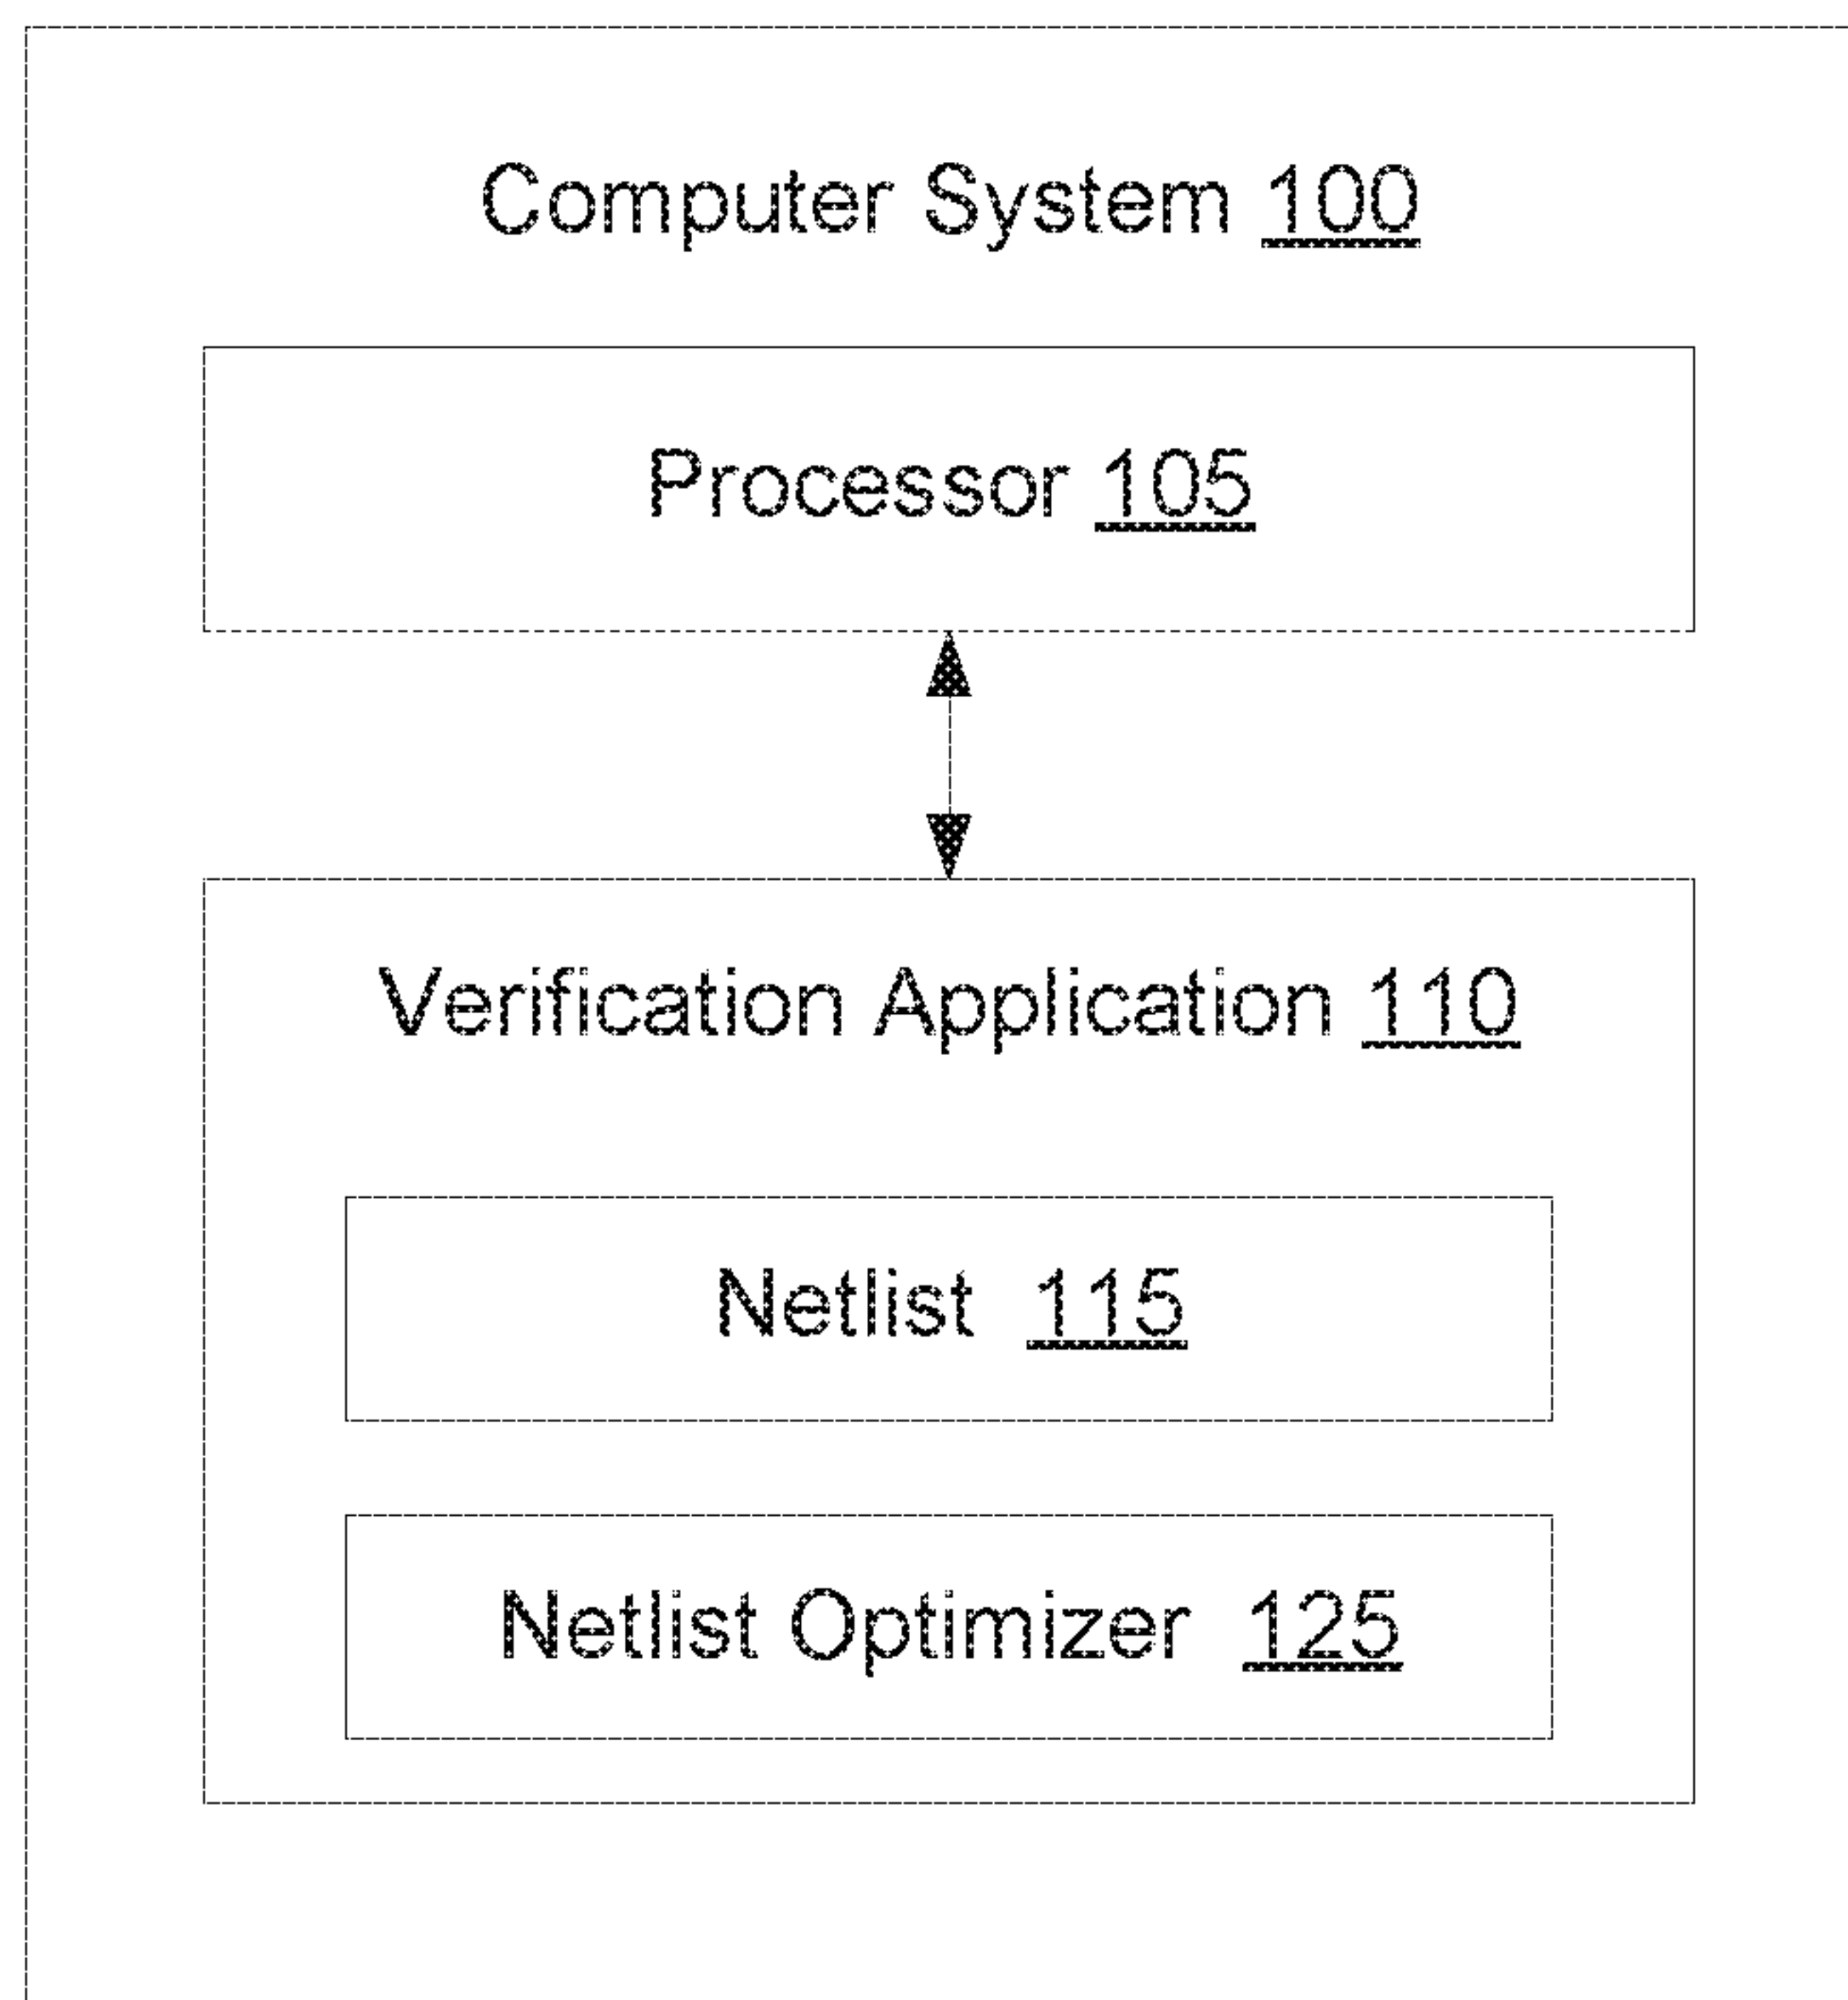 Computer System 100
Processor 105
Verification Application 110
Netlist 115
Netlist Optimizer 125